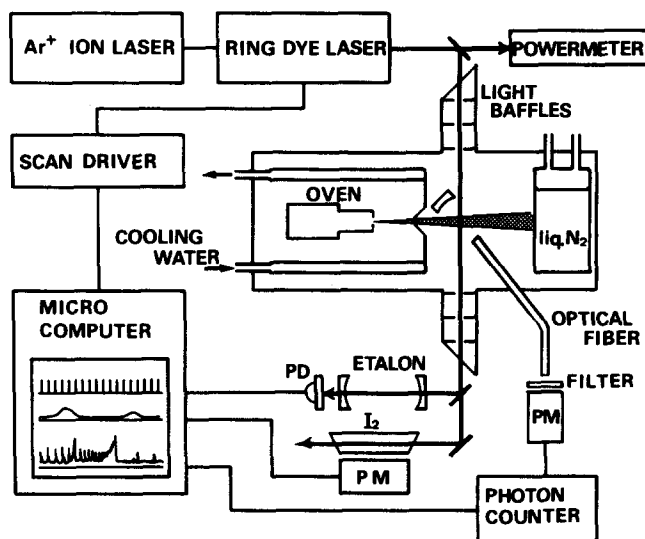 Ar+ ION LASER
RING DYE LASER
POWERMETER
LIGHT
BAFFLES
SCAN DRIVER
OVEN
liq.N2
COOLING
WATER
MICRO
COMPUTER
OPTICAL
FIBER
PD
ETALON
FILTER
PM
I2
PM
PHOTON
COUNTER